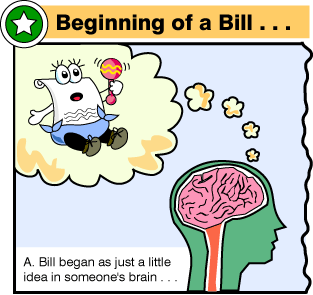 Beginning of a Bill . . .
A. Bill began as just a little
idea in someone's brain . . .